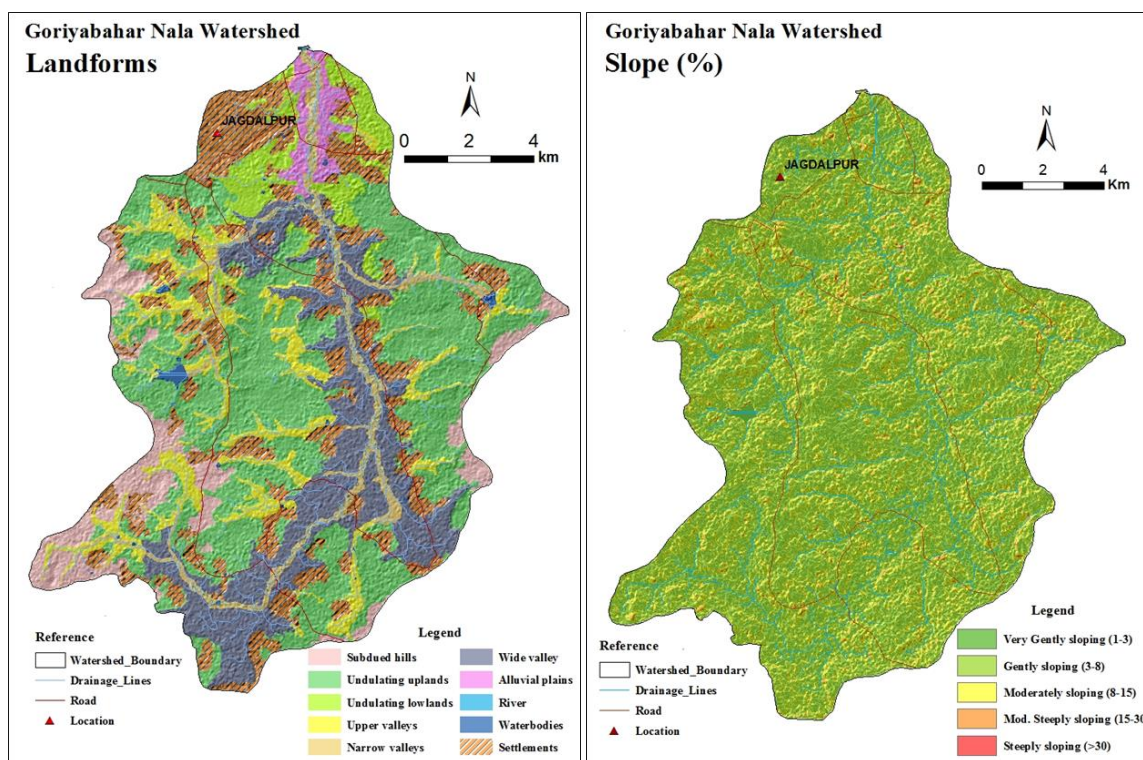 Goriyabahar Nala Watershed
Landforms
N
JAGDALPUR
0 2 4
km
Reference
Watershed_Boundary
Drainage_Lines
Road
Location
Legend
Subdued hills
Undulating uplands
Undulating lowlands
Upper valleys
Narrow valleys
Wide valley
Alluvial plains
River
Waterbodies
Settlements
Goriyabahar Nala Watershed
Slope (%)
N
JAGDALPUR
0 2 4
Km
Reference
Watershed_Boundary
Drainage_Lines
Road
Location
Legend
Very Gently sloping (1-3)
Gently sloping (3-8)
Moderately sloping (8-15)
Mod. Steeply sloping (15-30
Steeply sloping (>30)